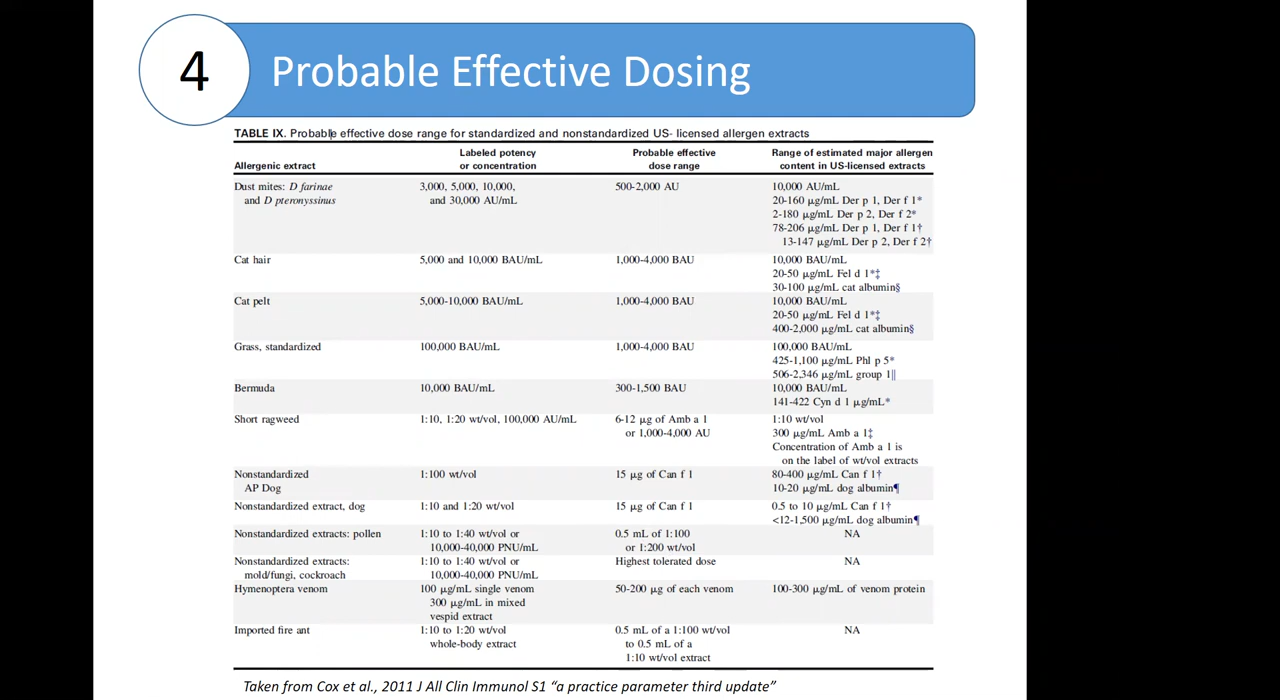 4
Probable Effective Dosing
TABLE IX. Probable effective dose range for standardized and nonstandardized US- licensed allergen extracts
Allergenic extract
Labeled potency
or concentration
Probable effective
dose range
Range of estimated major allergen
content in US-licensed extracts
Dust mites: D farinae
and D pteronyssinus
3,000, 5,000, 10,000,
and 30,000 AU/mL
500-2,000 AU
10,000 AU/mL
20-160 μg/mL Der p 1, Der f 1*
2-180 μg/mL Der p 2, Der f 2*
78-206 μg/mL Der p 1, Der f 1†
13-147 μg/mL Der p 2, Der f 2†
Cat hair
5,000 and 10,000 BAU/mL
1,000-4,000 BAU
10,000 BAU/mL
20-50 μg/mL Fel d 1*‡
30-100 μg/mL cat albumin§
Cat pelt
5,000-10,000 BAU/mL
1,000-4,000 BAU
10,000 BAU/mL
20-50 μg/mL Fel d 1*‡
400-2,000 μg/mL cat albumin§
Grass, standardized
100,000 BAU/mL
1,000-4,000 BAU
100,000 BAU/mL
425-1,100 μg/mL Phl p 5*
506-2,346 μg/mL group 1||
Bermuda
10,000 BAU/mL
300-1,500 BAU
10,000 BAU/mL
141-422 Cyn d 1 μg/mL*
Short ragweed
1:10, 1:20 wt/vol, 100,000 AU/mL
6-12 μg of Amb a 1
or 1,000-4,000 AU
1:10 wt/vol
300 μg/mL Amb a 1‡
Concentration of Amb a 1 is
on the label of wt/vol extracts
Nonstandardized
AP Dog
1:100 wt/vol
15 μg of Can f 1
80-400 μg/mL Can f 1†
10-20 μg/mL dog albumin¶
Nonstandardized extract, dog
1:10 and 1:20 wt/vol
15 μg of Can f 1
0.5 to 10 μg/mL Can f 1†
<12-1,500 μg/mL dog albumin¶
Nonstandardized extracts: pollen
1:10 to 1:40 wt/vol or
10,000-40,000 PNU/mL
0.5 mL of 1:100
or 1:200 wt/vol
NA
Nonstandardized extracts:
mold/fungi, cockroach
1:10 to 1:40 wt/vol or
10,000-40,000 PNU/mL
Highest tolerated dose
NA
Hymenoptera venom
100 μg/mL single venom
300 μg/mL in mixed
vespid extract
50-200 μg of each venom
100-300 μg/mL of venom protein
Imported fire ant
1:10 to 1:20 wt/vol
whole-body extract
0.5 mL of a 1:100 wt/vol
to 0.5 mL of a
1:10 wt/vol extract
NA
Taken from Cox et al., 2011 J All Clin Immunol S1 "a practice parameter third update"